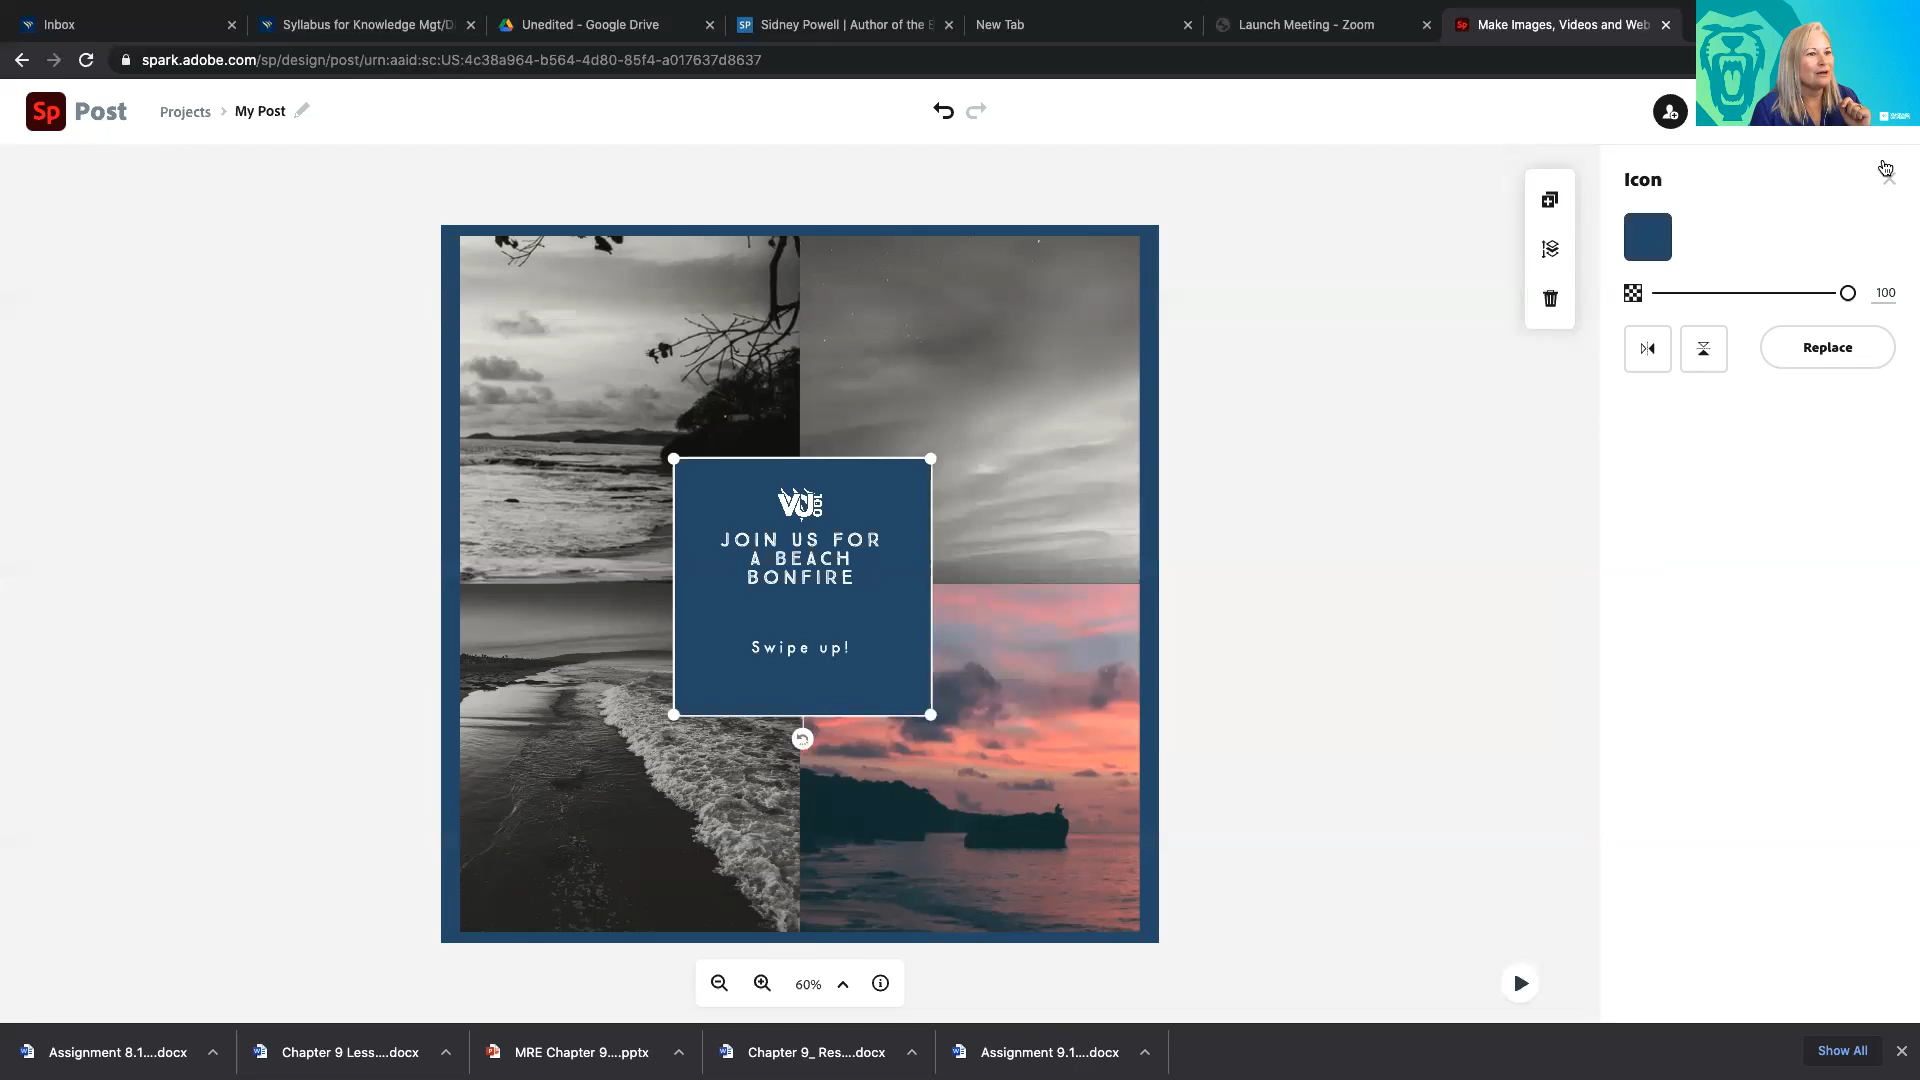 Inbox
Syllabus for Knowledge Mgt/D
Unedited - Google Drive
SP
Sidney Powell | Author of the B
New Tab
Launch Meeting - Zoom
Sp
Make Images, Videos and Web
spark.adobe.com/sp/design/post/urn:aaid:sc:US:4c38a964-b564-4d80-85f4-a017637d8637
Sp Post
Projects
My Post
Icon
100
Replace
VU
100
JOIN US FOR
A BEACH
BONFIRE
Swipe up!
60%
Assignment 8.1....docx
Chapter 9 Less....docx
MRE Chapter 9....pptx
Chapter 9_ Res....docx
Assignment 9.1....docx
Show All